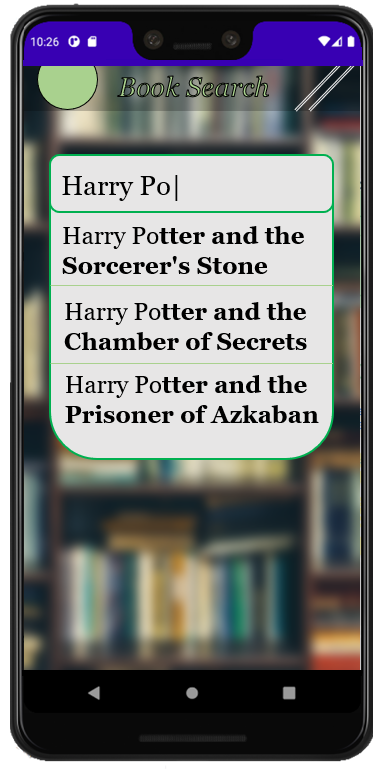 10:26
Book Search
Harry Po
Harry Potter and the
Sorcerer's Stone
Harry Potter and the
Chamber of Secrets
Harry Potter and the
Prisoner of Azkaban